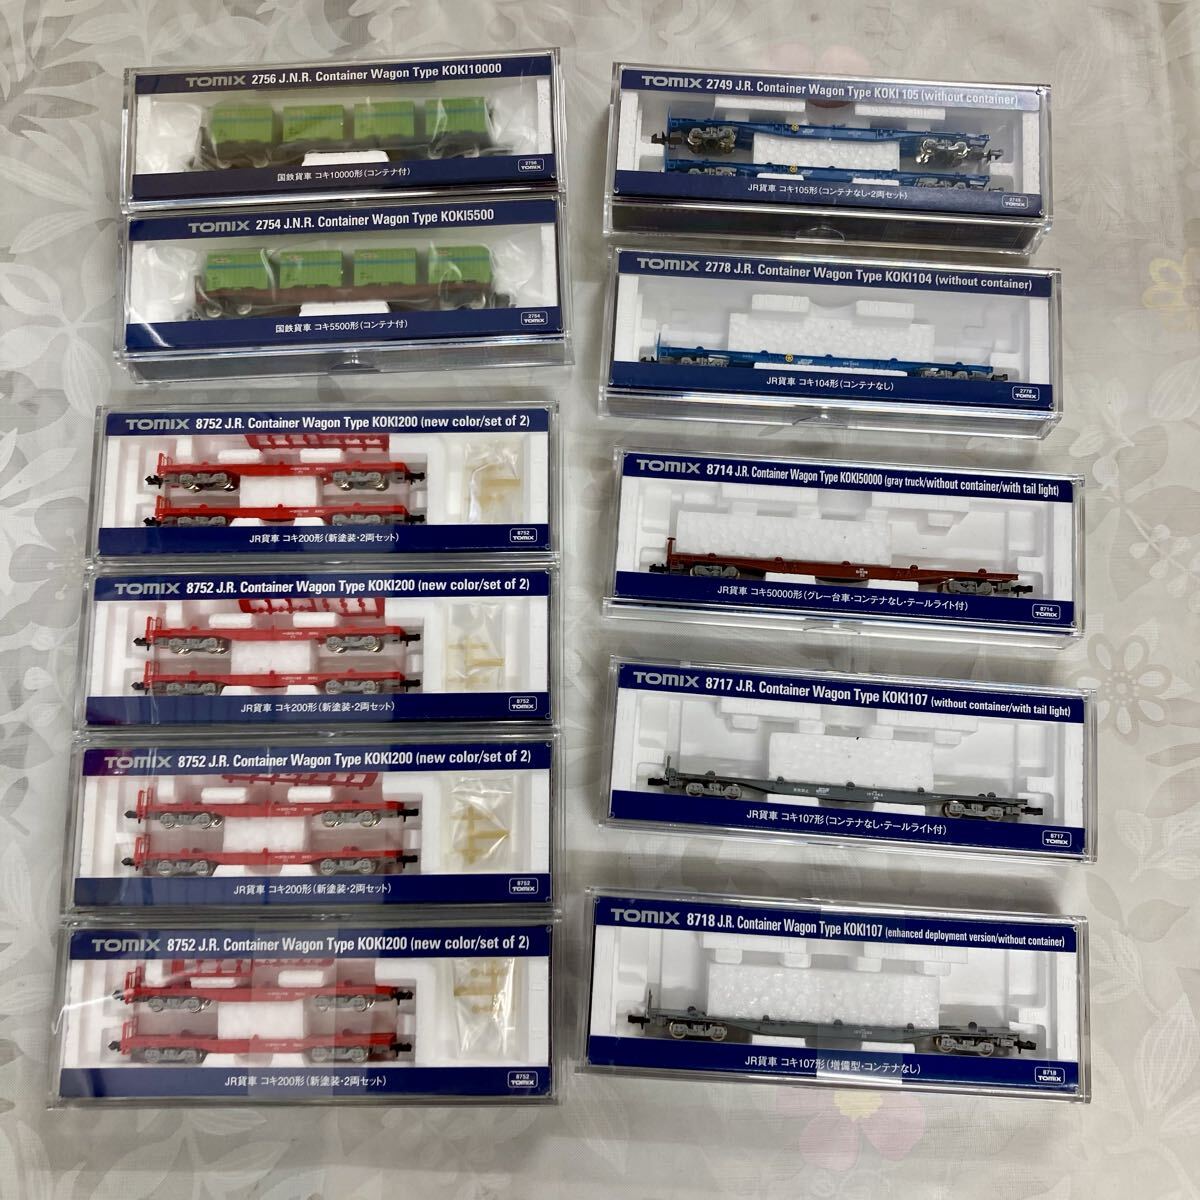 TOMIX 2756 J.N.R. Container Wagon Type KOKI10000
国鉄貨車 コキ10000形(コンテナ付)
2756
TOMIX
TOMIX 2754 J.N.R. Container Wagon Type KOKI5500
国鉄貨車 コキ5500形(コンテナ付)
2754
TOMIX
TOMIX 8752 J.R. Container Wagon Type KOKI200 (new color/set of 2)
JR貨車 コキ200形(新塗装・2両セット)
8752
TOMIX
TOMIX 8752 J.R. Container Wagon Type KOKI200 (new color/set of 2)
JR貨車 コキ200形(新塗装・2両セット)
8752
TOMIX
TOMIX 8752 J.R. Container Wagon Type KOKI200 (new color/set of 2)
JR貨車 コキ200形(新塗装・2両セット)
8752
TOMIX
TOMIX 8752 J.R. Container Wagon Type KOKI200 (new color/set of 2)
JR貨車 コキ200形(新塗装・2両セット)
8752
TOMIX
TOMIX 2749 J.R. Container Wagon Type KOKI 105 (without container)
JR貨車 コキ105形(コンテナなし・2両セット)
2749
TOMIX
TOMIX 2778 J.R. Container Wagon Type KOKI104 (without container)
JR貨車 コキ104形(コンテナなし)
2778
TOMIX
TOMIX 8714 J.R. Container Wagon Type KOKI50000 (gray truck/without container/with tail light)
JR貨車 コキ50000形(グレー台車・コンテナなし・テールライト付)
8714
TOMIX
TOMIX 8717 J.R. Container Wagon Type KOKI107 (without container/with tail light)
JR貨車 コキ107形(コンテナなし・テールライト付)
8717
TOMIX
TOMIX 8718 J.R. Container Wagon Type KOKI107 (enhanced deployment version/without container)
JR貨車 コキ107形(増備型・コンテナなし)
8718
TOMIX